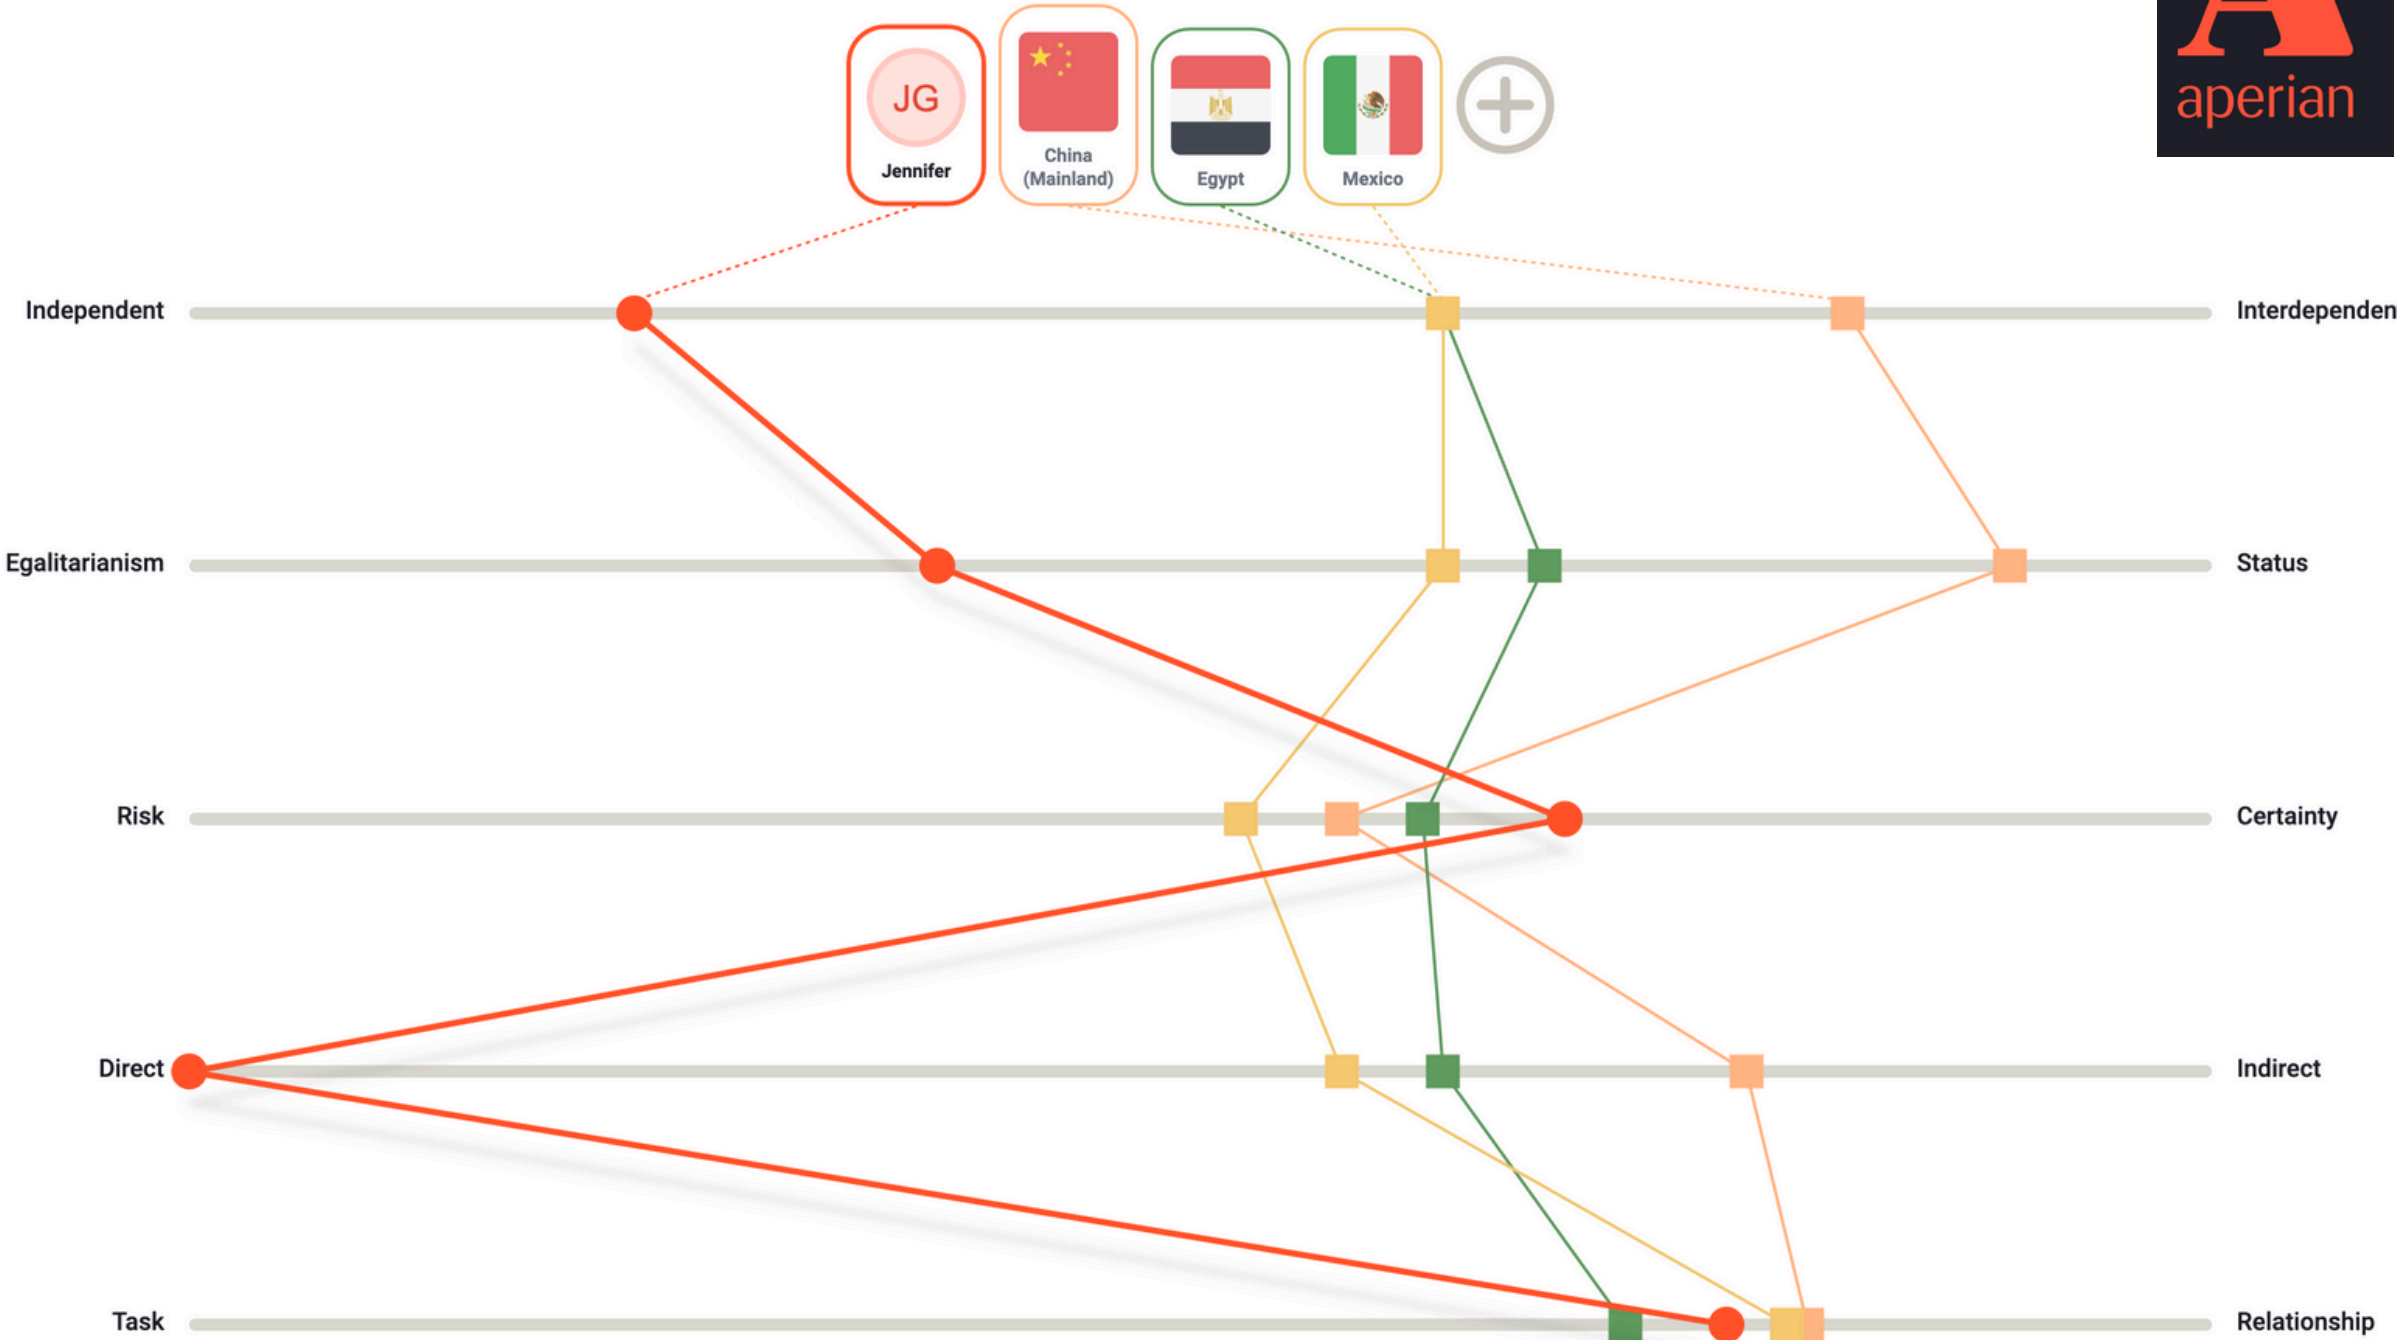 JG
Jennifer
China
(Mainland)
Egypt
Mexico
aperian
Independent
Interdependen
Egalitarianism
Status
Risk
Certainty
Direct
Indirect
Task
Relationship